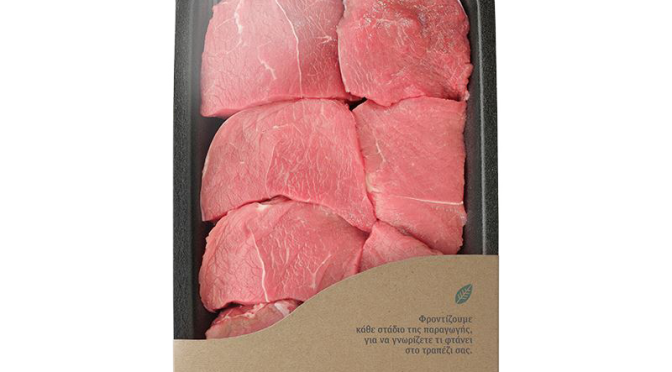 Φροντίζουμε
κάθε στάδιο της παραγωγής,
για να γνωρίζετε τι φτάνει
στο τραπέζι σας.